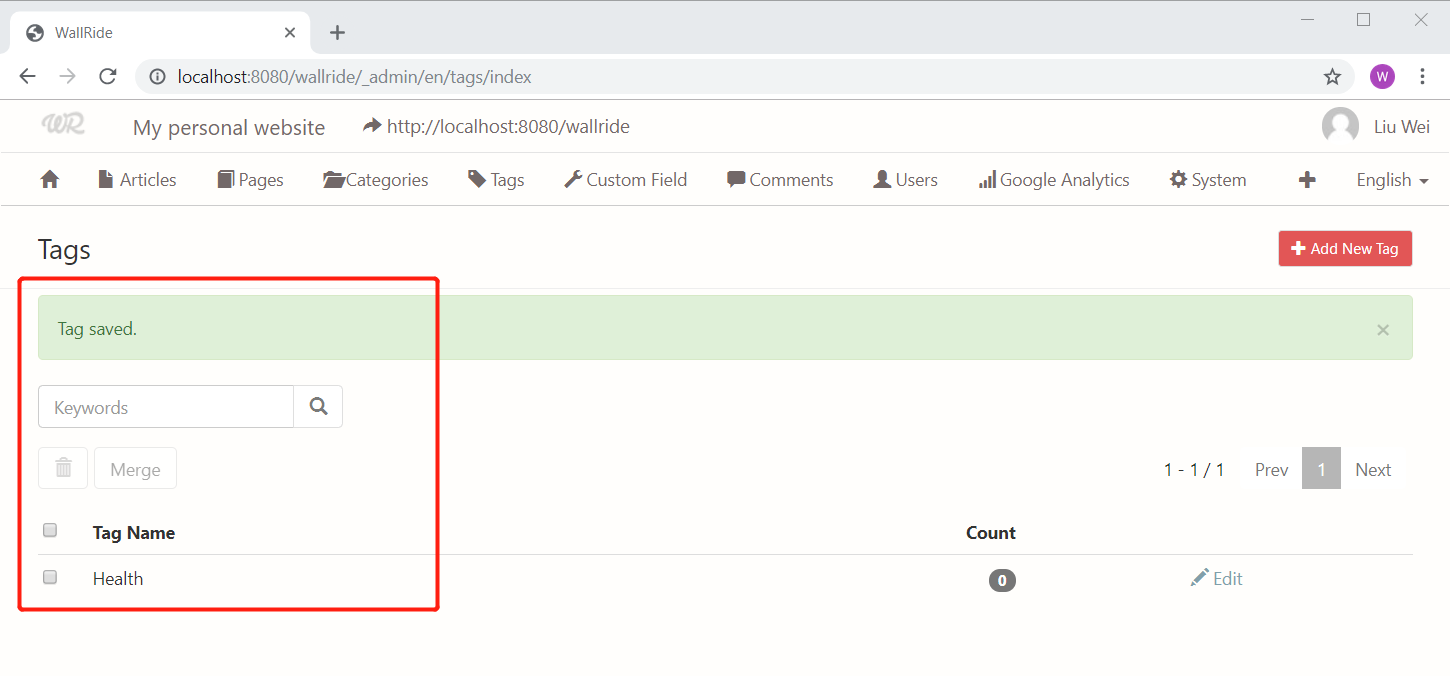 WallRide
localhost:8080/wallride/_admin/en/tags/index
W
WR
My personal website
http://localhost:8080/wallride
Liu Wei
Articles
Pages
Categories
Tags
Custom Field
Comments
Users
Google Analytics
System
English
Tags
Add New Tag
Tag saved.
Keywords
Merge
1 - 1 / 1
Prev
1
Next
Tag Name
Count
Health
0
Edit